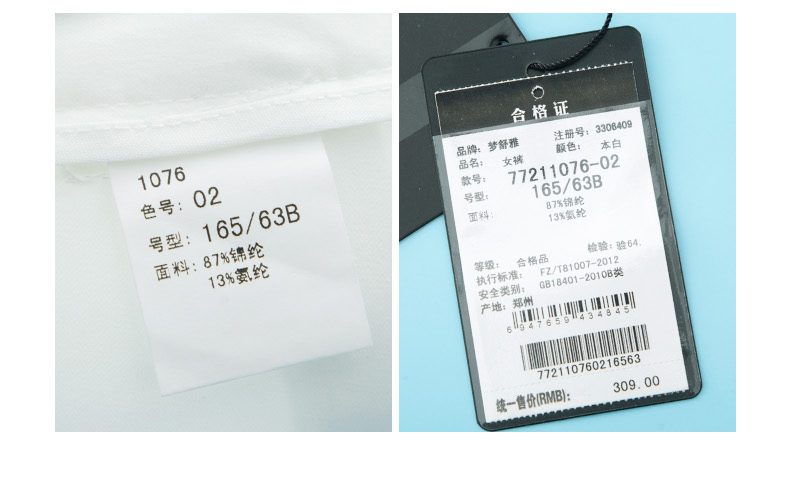 1076
色号: 02
号型: 165/63B
面料: 87%锦纶
13%氨纶
合格证
品牌: 梦舒雅
注册号: 3306409
品名: 女裤
颜色: 本白
款号: 77211076-02
号型: 165/63B
面料: 87%锦纶
13%氨纶
等级: 合格品
检验: 验64.
执行标准: FZ/T81007-2012
安全类别: GB18401-2010B类
产地: 郑州
6 947659 434845
772110760216563
统一售价(RMB): 309.00